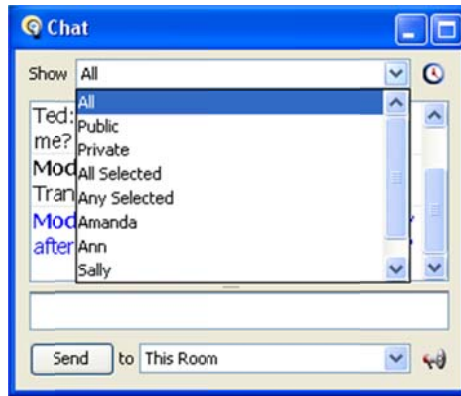 Chat
Show All
All
Public
Private
All Selected
Any Selected
Amanda
Ann
Sally
Ted:
me?
Mod
Tran
Mod
after
Send to This Room